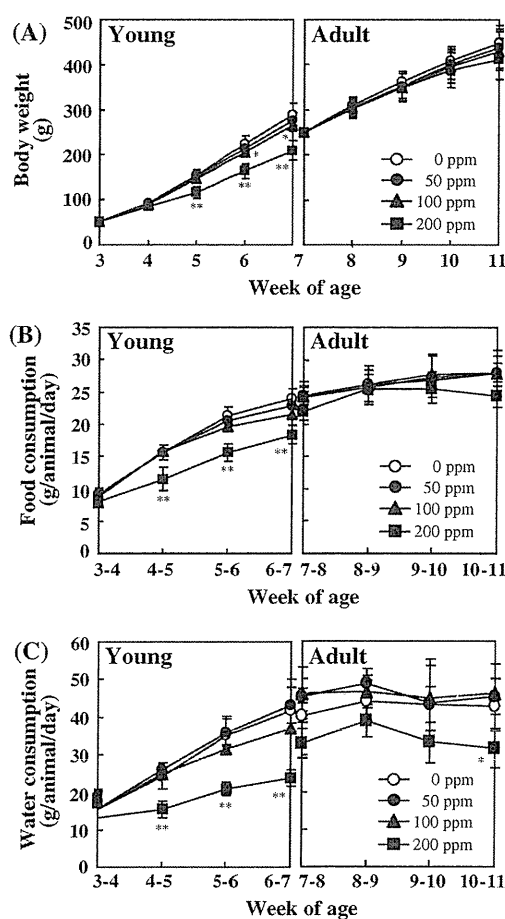 (A)
Young
Adult
Body weight
(g)
500
400
300
200
100
0
*
*
**
**
**
0 ppm
50 ppm
100 ppm
200 ppm
3 4 5 6 7 8 9 10 11
Week of age
(B)
Young
Adult
Food consumption
(g/animal/day)
35
30
25
20
15
10
5
0
**
**
**
0 ppm
50 ppm
100 ppm
200 ppm
3-4 4-5 5-6 6-7 7-8 8-9 9-10 10-11
Week of age
(C)
Young
Adult
Water consumption
(g/animal/day)
60
50
40
30
20
10
0
**
**
**
*
0 ppm
50 ppm
100 ppm
200 ppm
3-4 4-5 5-6 6-7 7-8 8-9 9-10 10-11
Week of age